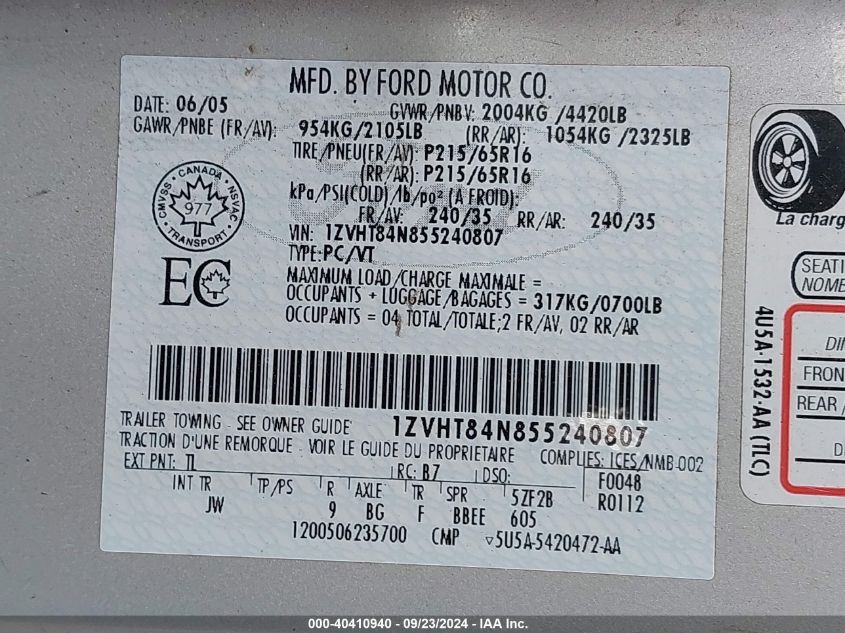 MFD. BY FORD MOTOR CO.
DATE: 06/05
GVWR/PNBV: 2004KG /4420LB
GAWR/PNBE (FR/AV): 954KG/2105LB (RR/AR): 1054KG /2325LB
TIRE/PNEU(FR/AV): P215/65R16
(RR/AR): P215/65R16
kPa/PSI(COLD)/lb/po² (À FROID):
FR/AV: 240/35 RR/AR: 240/35
VIN: 1ZVHT84N855240807
TYPE: PC/VT
MAXIMUM LOAD/CHARGE MAXIMALE =
OCCUPANTS + LUGGAGE/BAGAGES = 317KG/0700LB
OCCUPANTS = 04 TOTAL/TOTALE;2 FR/AV, 02 RR/AR
CANADA
CMVSS
NSVAC
977
TRANSPORT
EC
1ZVHT84N855240807
TRAILER TOWING - SEE OWNER GUIDE
TRACTION D'UNE REMORQUE - VOIR LE GUIDE DU PROPRIETAIRE
COMPLIES: ICES/NMB-002
EXT PNT: TL RC: B7 DSO: F0048
INT TR TP/PS R AXLE TR SPR 5ZF2B R0112
JW 9 BG F BBEE 605
1200506235700 CMP ▿5U5A-5420472-AA
La charg
SEATI
NOME
4U5A-1532-AA (TLC)
DI
FRON
REAR /
D
000-40410940 - 09/23/2024 - IAA Inc.